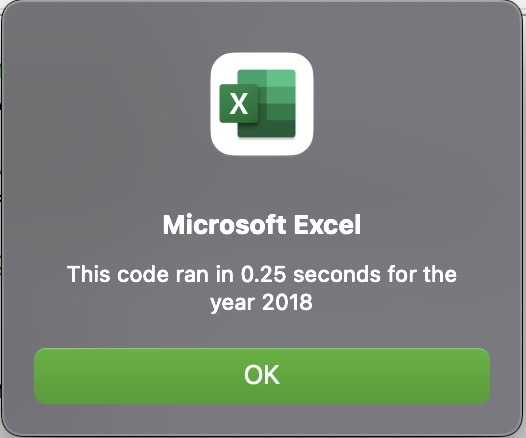 X
Microsoft Excel
This code ran in 0.25 seconds for the
year 2018
OK